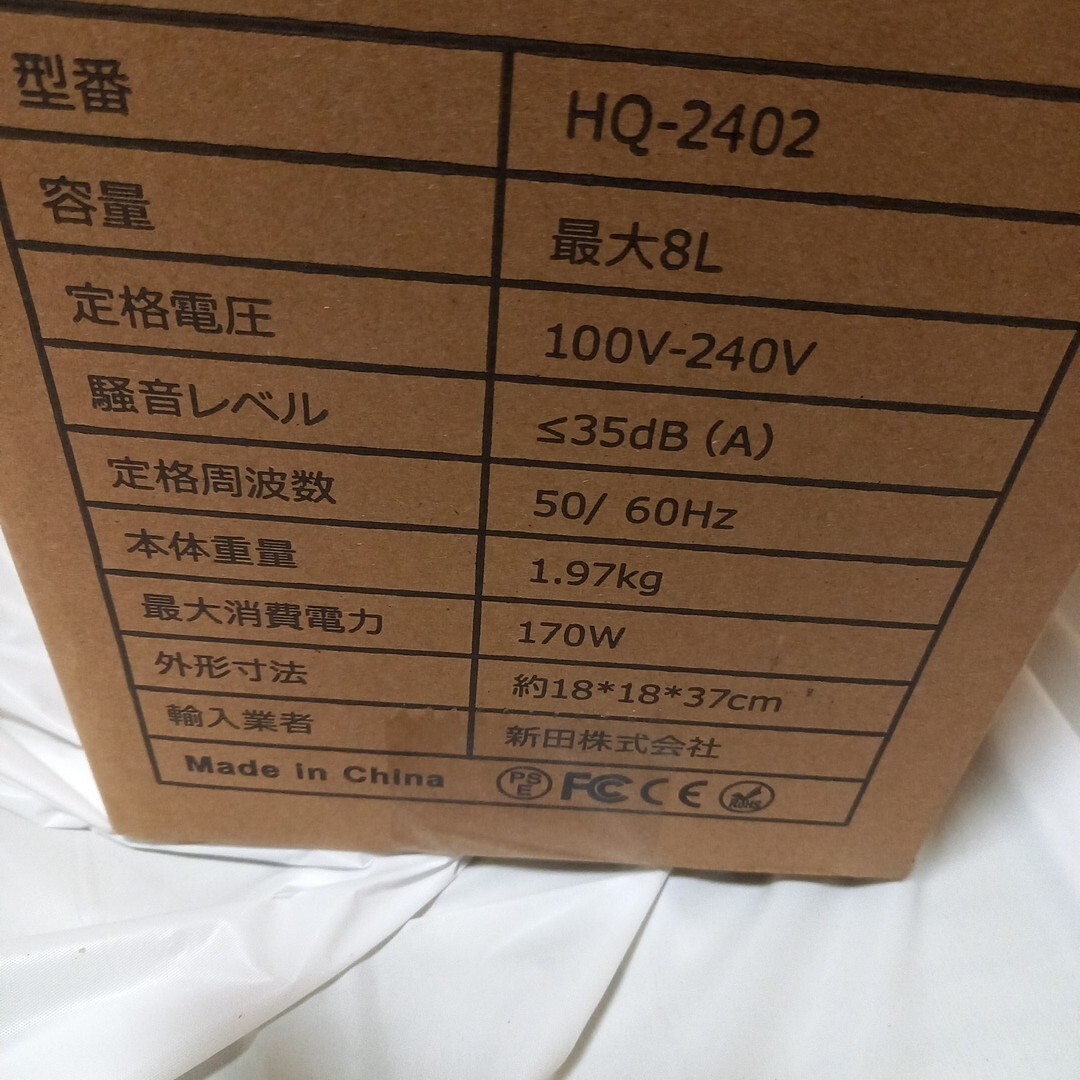 型番 HQ-2402
容量 最大8L
定格電圧 100V-240V
騒音レベル ≤35dB (A)
定格周波数 50/ 60Hz
本体重量 1.97kg
最大消費電力 170W
外形寸法 約18*18*37cm
輸入業者 新田株式会社
Made in China PSE FC CE RoHS